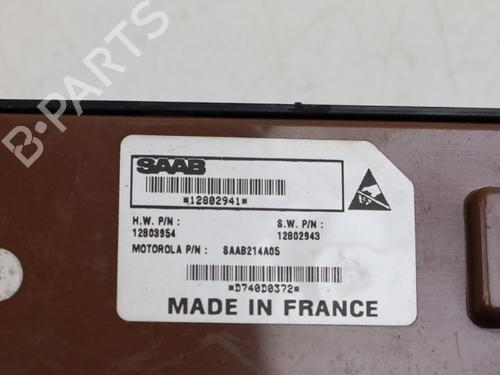 B-PARTS
SAAB
*12802941*
H.W. P/N : S.W. P/N :
12803954 12802943
MOTOROLA P/N : SAAB214A05
*D740D0372*
MADE IN FRANCE